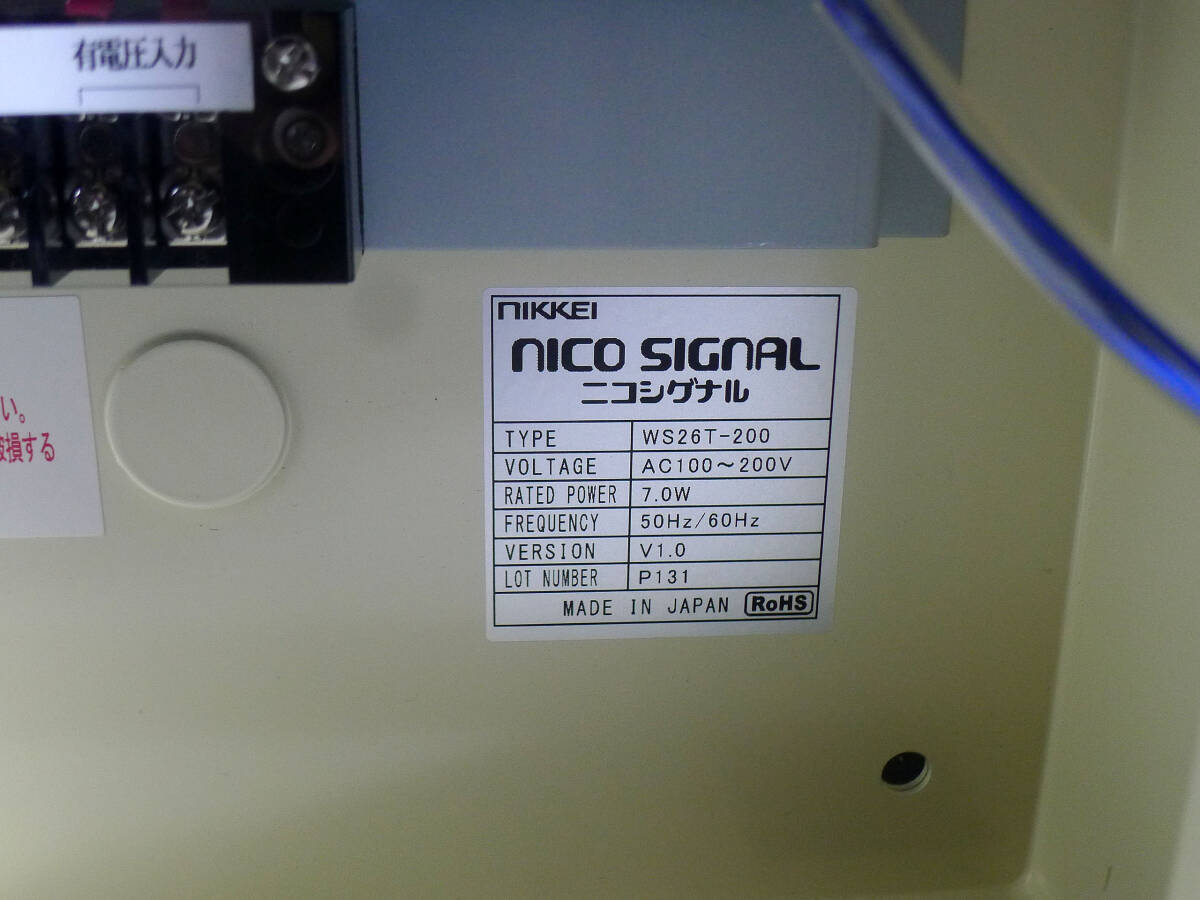 有電圧入力
い。
破損する
NIKKEI
NICO SIGNAL
ニコシグナル
TYPE WS26T-200
VOLTAGE AC100～200V
RATED POWER 7.0W
FREQUENCY 50Hz/60Hz
VERSION V1.0
LOT NUMBER P131
MADE IN JAPAN RoHS